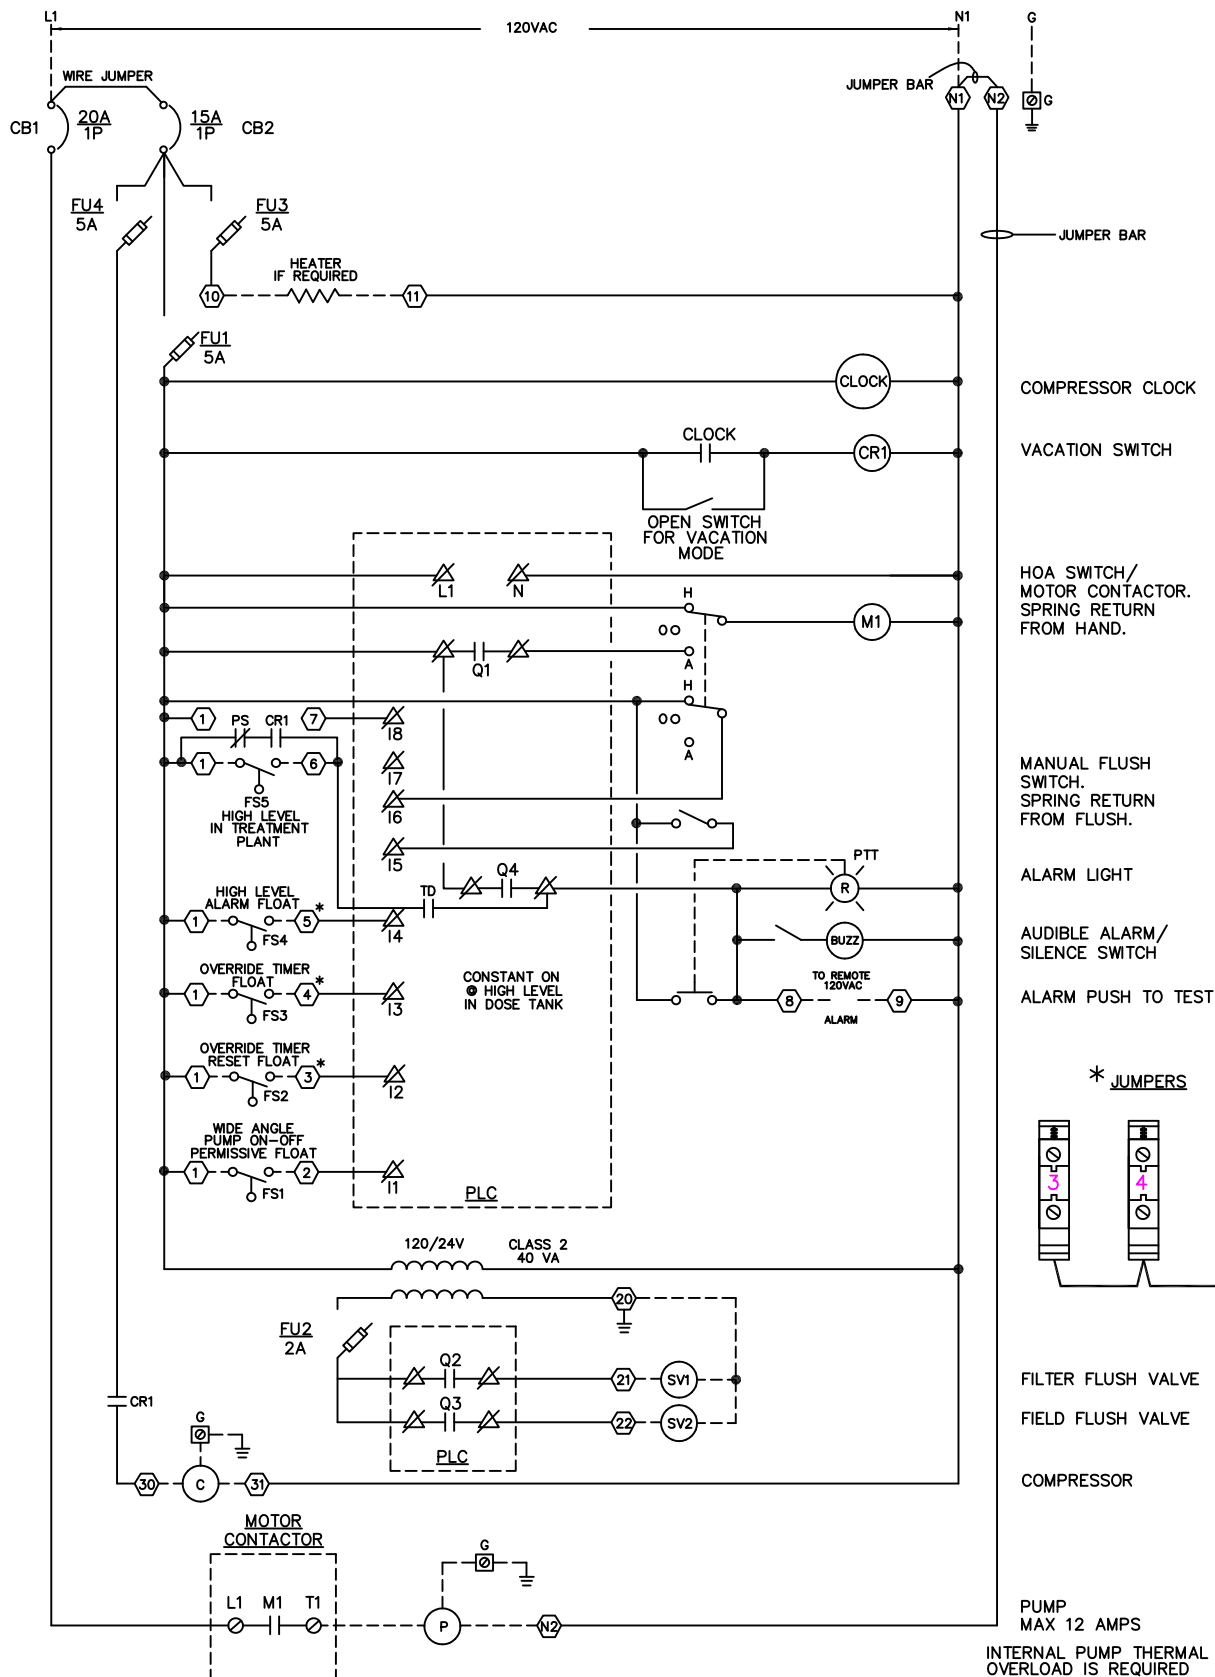 L1
120VAC
N1
G
WIRE JUMPER
JUMPER BAR
N1
N2
G
CB1
20A
1P
15A
1P
CB2
FU4
5A
FU3
5A
JUMPER BAR
HEATER
IF REQUIRED
10
11
FU1
5A
CLOCK
COMPRESSOR CLOCK
CLOCK
CR1
VACATION SWITCH
OPEN SWITCH
FOR VACATION
MODE
L1
N
HOA SWITCH/
MOTOR CONTACTOR.
SPRING RETURN
FROM HAND.
H
OO
A
M1
Q1
H
OO
A
1
7
I8
PS
CR1
1
6
I7
FS5
HIGH LEVEL
IN TREATMENT
PLANT
I6
MANUAL FLUSH
SWITCH.
SPRING RETURN
FROM FLUSH.
I5
Q4
PTT
R
ALARM LIGHT
TD
HIGH LEVEL
ALARM FLOAT
1
5
*
FS4
I4
BUZZ
AUDIBLE ALARM/
SILENCE SWITCH
OVERRIDE TIMER
FLOAT
1
4
*
FS3
I3
CONSTANT ON
@ HIGH LEVEL
IN DOSE TANK
TO REMOTE
120VAC
8
9
ALARM
ALARM PUSH TO TEST
OVERRIDE TIMER
RESET FLOAT
1
3
*
FS2
I2
* JUMPERS
WIDE ANGLE
PUMP ON-OFF
PERMISSIVE FLOAT
1
2
FS1
I1
PLC
3
4
120/24V
CLASS 2
40 VA
20
FU2
2A
Q2
21
SV1
FILTER FLUSH VALVE
Q3
22
SV2
FIELD FLUSH VALVE
PLC
CR1
G
30
C
31
COMPRESSOR
MOTOR
CONTACTOR
G
L1
M1
T1
P
N2
PUMP
MAX 12 AMPS
INTERNAL PUMP THERMAL
OVERLOAD IS REQUIRED